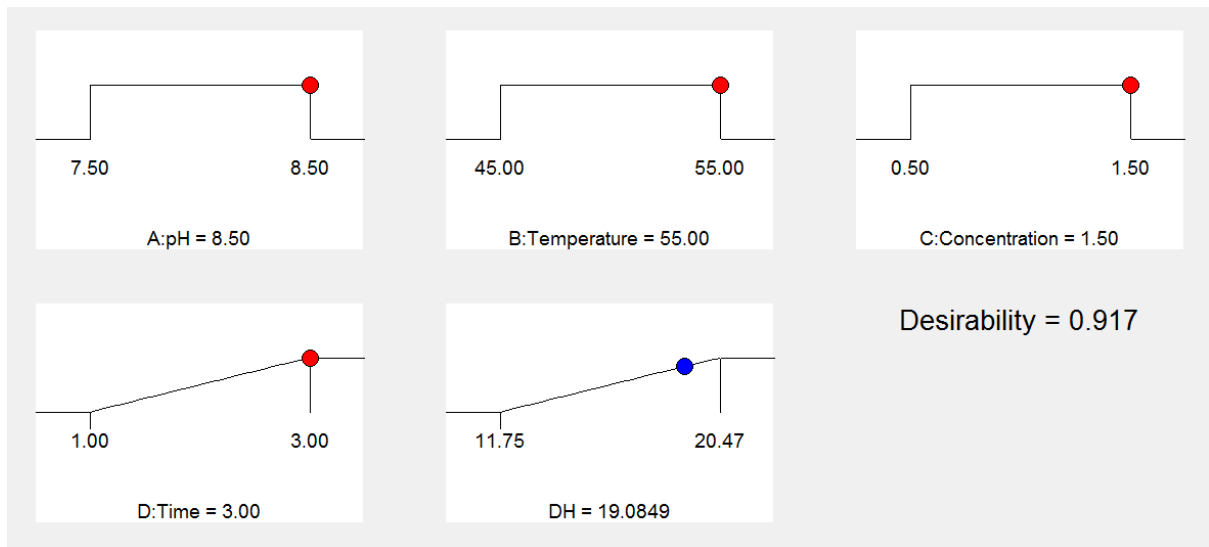 7.50 8.50
A:pH = 8.50
45.00 55.00
B:Temperature = 55.00
0.50 1.50
C:Concentration = 1.50
1.00 3.00
D:Time = 3.00
11.75 20.47
DH = 19.0849
Desirability = 0.917